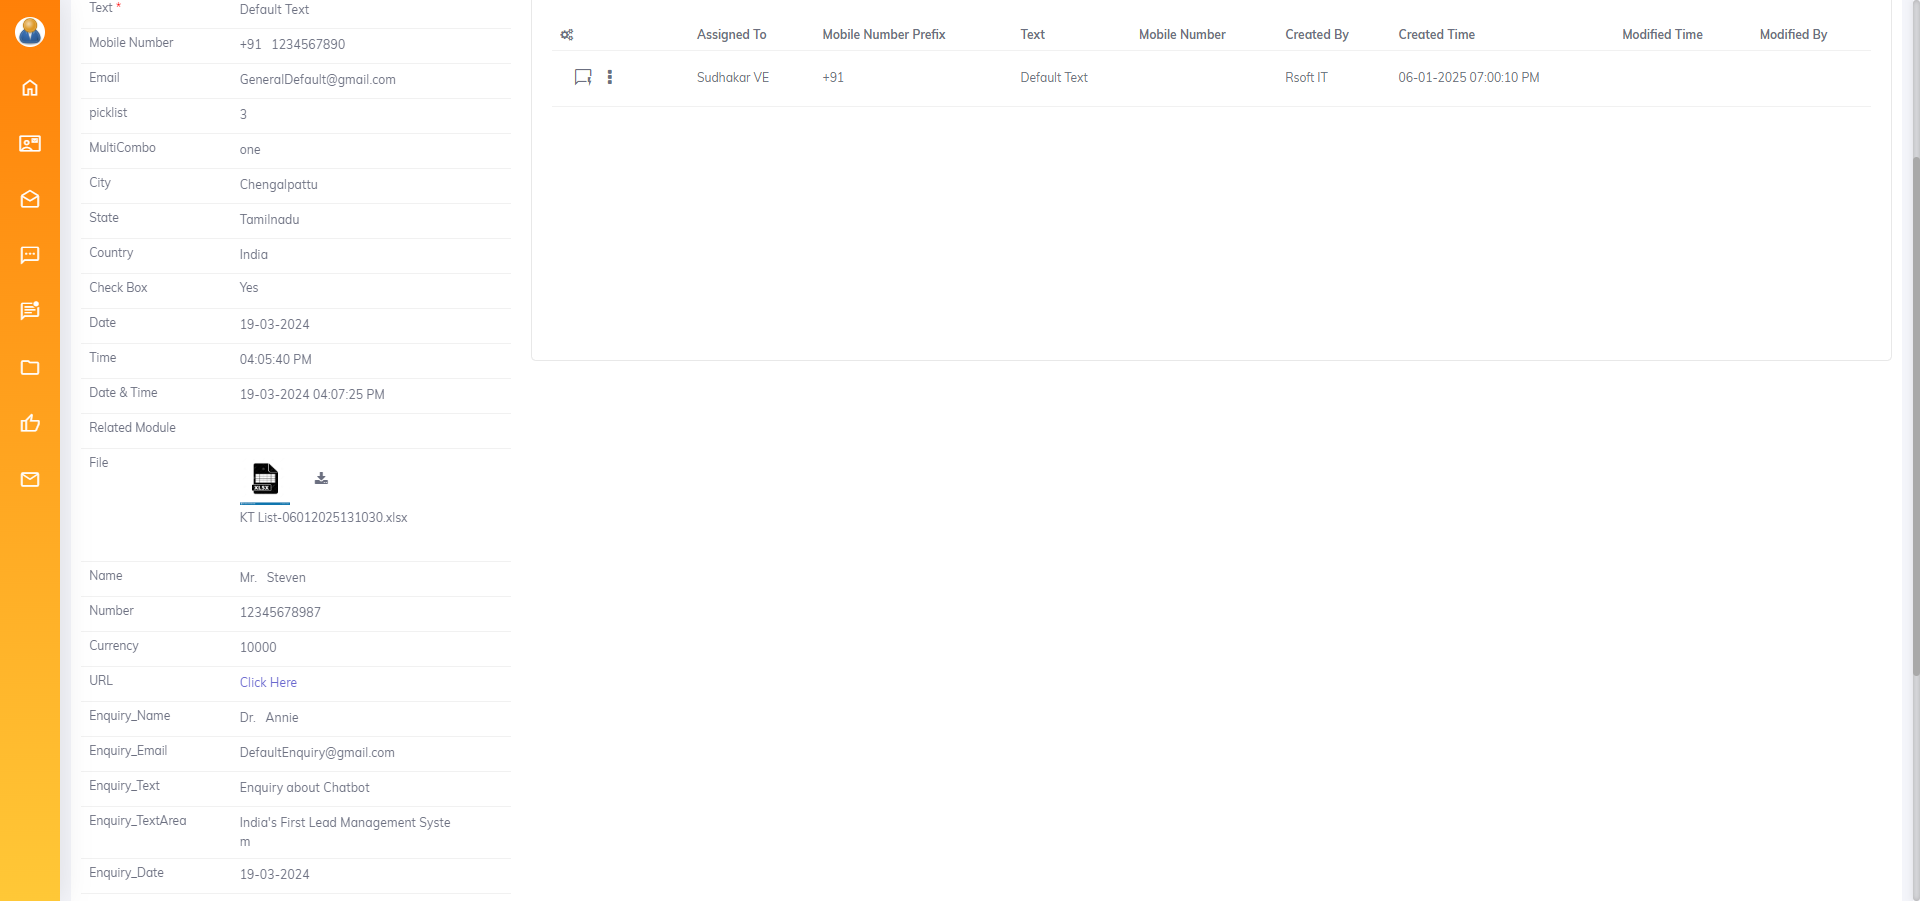 Text * Default Text
Mobile Number +91 1234567890
Email GeneralDefault@gmail.com
picklist 3
MultiCombo one
City Chengalpattu
State Tamilnadu
Country India
Check Box Yes
Date 19-03-2024
Time 04:05:40 PM
Date & Time 19-03-2024 04:07:25 PM
Related Module
File
XLSX
KT List-06012025131030.xlsx
Name Mr. Steven
Number 12345678987
Currency 10000
URL Click Here
Enquiry_Name Dr. Annie
Enquiry_Email DefaultEnquiry@gmail.com
Enquiry_Text Enquiry about Chatbot
Enquiry_TextArea India's First Lead Management Syste
m
Enquiry_Date 19-03-2024
Assigned To Mobile Number Prefix Text Mobile Number Created By Created Time Modified Time Modified By
Sudhakar VE +91 Default Text Rsoft IT 06-01-2025 07:00:10 PM